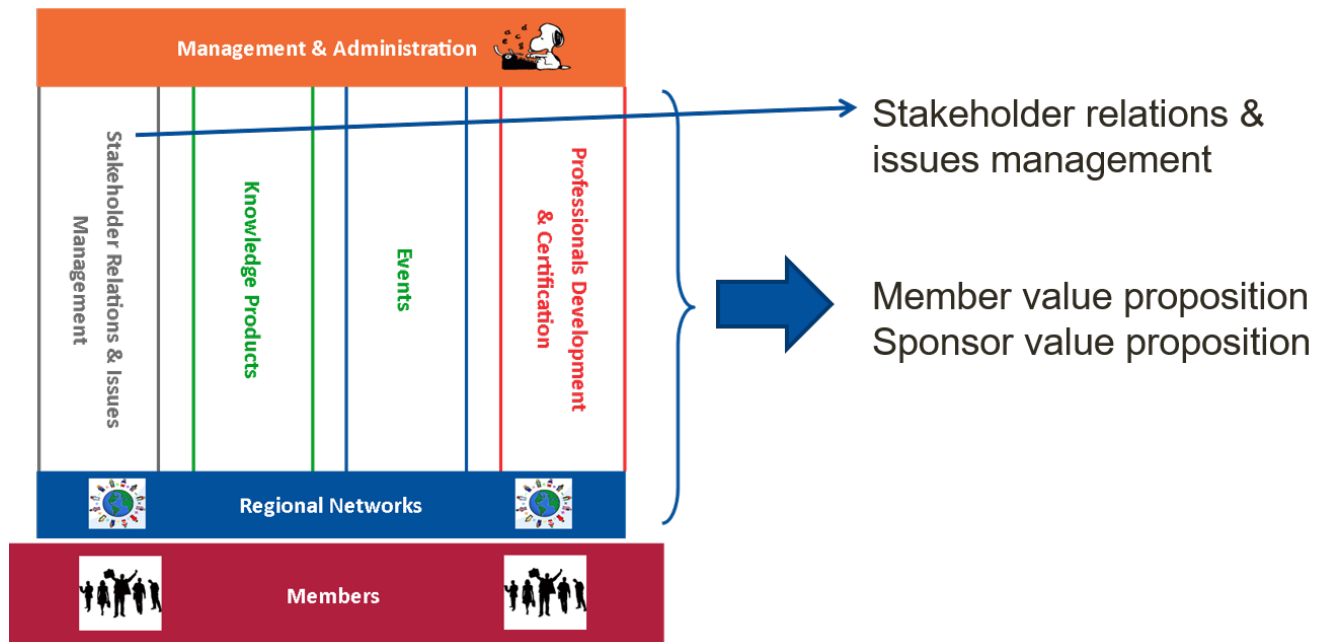 Management & Administration
Stakeholder Relations & Issues
Management
Knowledge Products
Events
Professionals Development
& Certification
Regional Networks
Members
Stakeholder relations &
issues management
Member value proposition
Sponsor value proposition